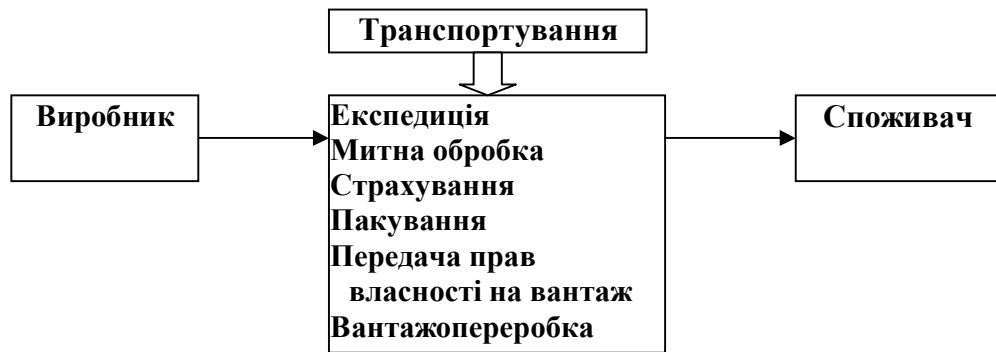 Транспортування
Виробник
Експедиція
Митна обробка
Страхування
Пакування
Передача прав
власності на вантаж
Вантажопереробка
Споживач